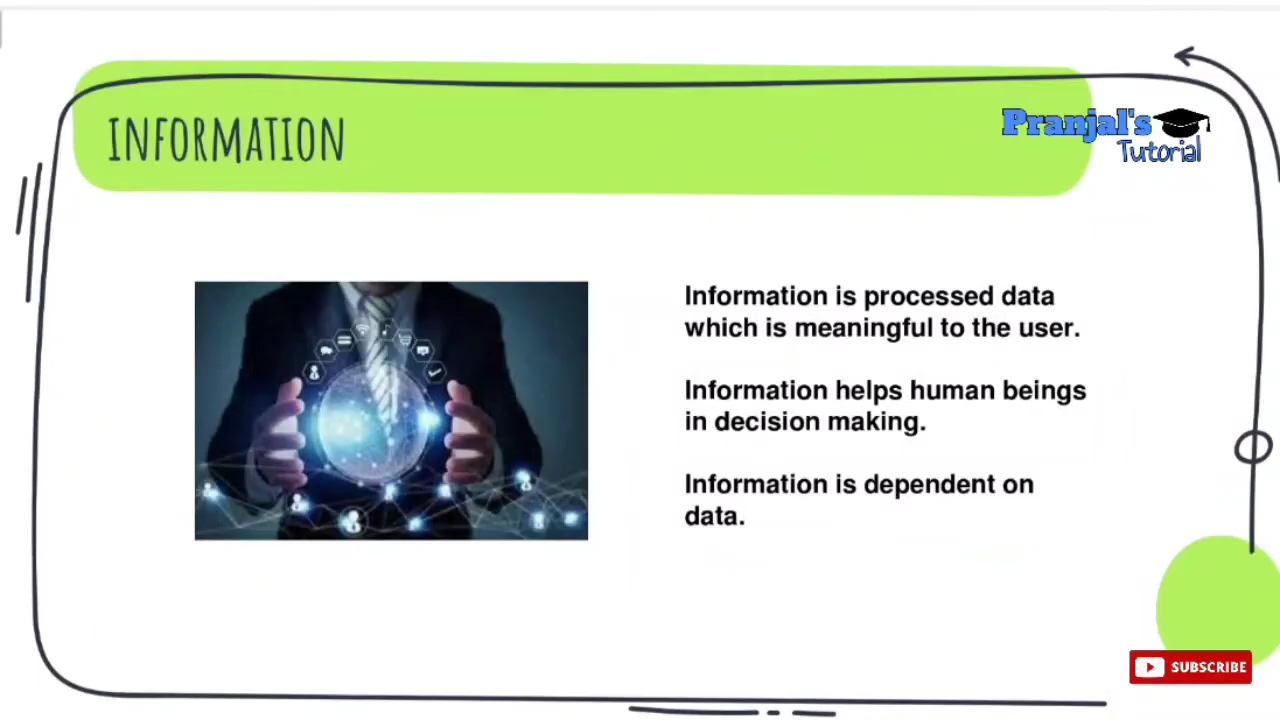 INFORMATION
Pranjal's
Tutorial
Information is processed data
which is meaningful to the user.
Information helps human beings
in decision making.
Information is dependent on
data.
SUBSCRIBE